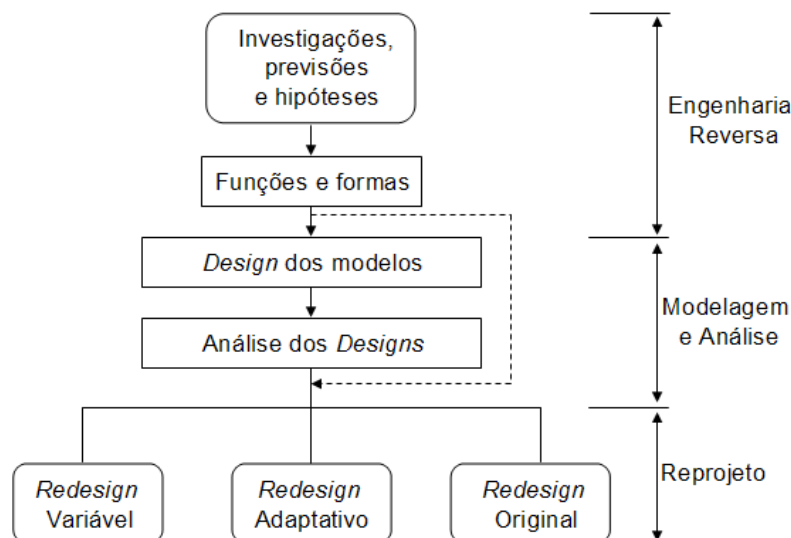 Investigações,
previsões
e hipóteses
Engenharia
Reversa
Funções e formas
Design dos modelos
Modelagem
e Análise
Análise dos Designs
Redesign
Variável
Redesign
Adaptativo
Redesign
Original
Reprojeto